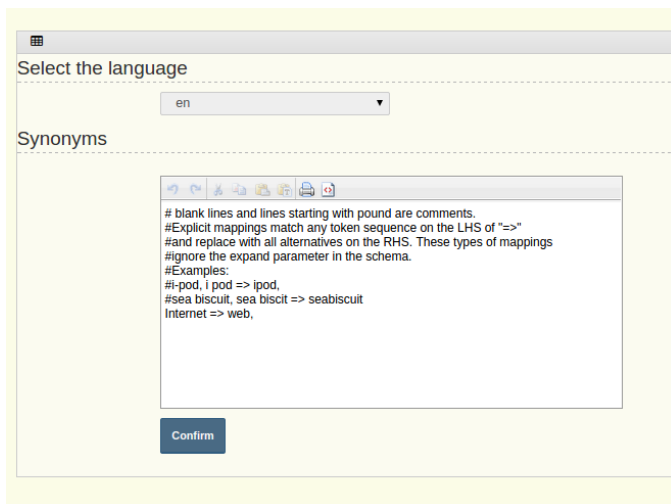 Select the language
en
Synonyms
# blank lines and lines starting with pound are comments.
#Explicit mappings match any token sequence on the LHS of "=>"
#and replace with all alternatives on the RHS. These types of mappings
#ignore the expand parameter in the schema.
#Examples:
#i-pod, i pod => ipod,
#sea biscuit, sea biscit => seabiscuit
Internet => web,
Confirm